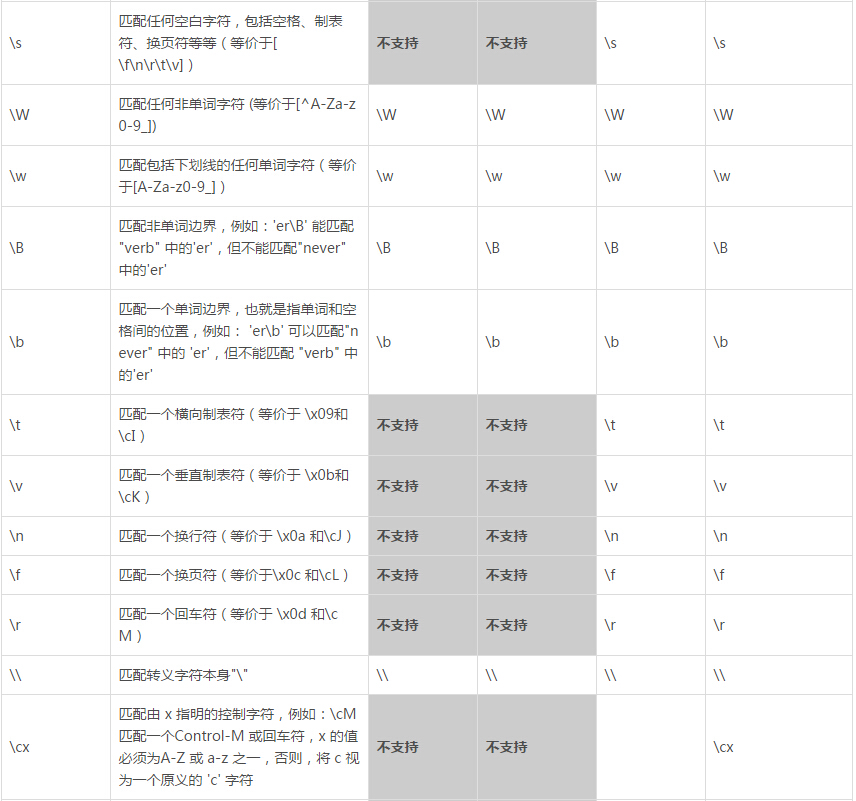 \s
匹配任何空白字符，包括空格、制表
符、换页符等等（等价于[
\f\n\r\t\v]）
不支持
不支持
\s
\s
\W
匹配任何非单词字符 (等价于[^A-Za-z
0-9_])
\W
\W
\W
\W
\w
匹配包括下划线的任何单词字符（等价
于[A-Za-z0-9_]）
\w
\w
\w
\w
\B
匹配非单词边界，例如：'er\B' 能匹配
"verb" 中的'er'，但不能匹配"never"
中的'er'
\B
\B
\B
\B
\b
匹配一个单词边界，也就是指单词和空
格间的位置，例如： 'er\b' 可以匹配"n
ever" 中的 'er'，但不能匹配 "verb" 中
的'er'
\b
\b
\b
\b
\t
匹配一个横向制表符（等价于 \x09和
\cI）
不支持
不支持
\t
\t
\v
匹配一个垂直制表符（等价于 \x0b和
\cK）
不支持
不支持
\v
\v
\n
匹配一个换行符（等价于 \x0a 和\cJ）
不支持
不支持
\n
\n
\f
匹配一个换页符（等价于\x0c 和\cL）
不支持
不支持
\f
\f
\r
匹配一个回车符（等价于 \x0d 和\c
M）
不支持
不支持
\r
\r
\\
匹配转义字符本身"\"
\\
\\
\\
\\
\cx
匹配由 x 指明的控制字符，例如：\cM
匹配一个Control-M 或回车符，x 的值
必须为A-Z 或 a-z 之一，否则，将 c 视
为一个原义的 'c' 字符
不支持
不支持
\cx